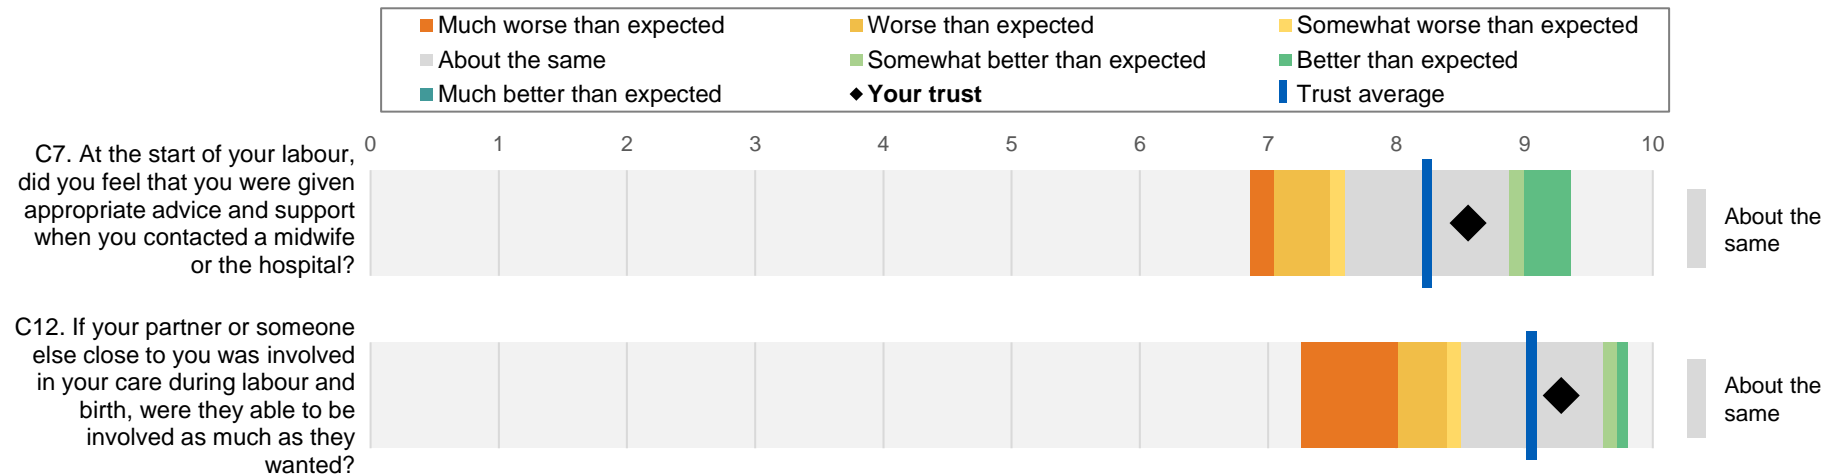 Much worse than expected
Worse than expected
Somewhat worse than expected
About the same
Somewhat better than expected
Better than expected
Much better than expected
Your trust
Trust average
0 1 2 3 4 5 6 7 8 9 10
C7. At the start of your labour,
did you feel that you were given
appropriate advice and support
when you contacted a midwife
or the hospital?
About the
same
C12. If your partner or someone
else close to you was involved
in your care during labour and
birth, were they able to be
involved as much as they
wanted?
About the
same